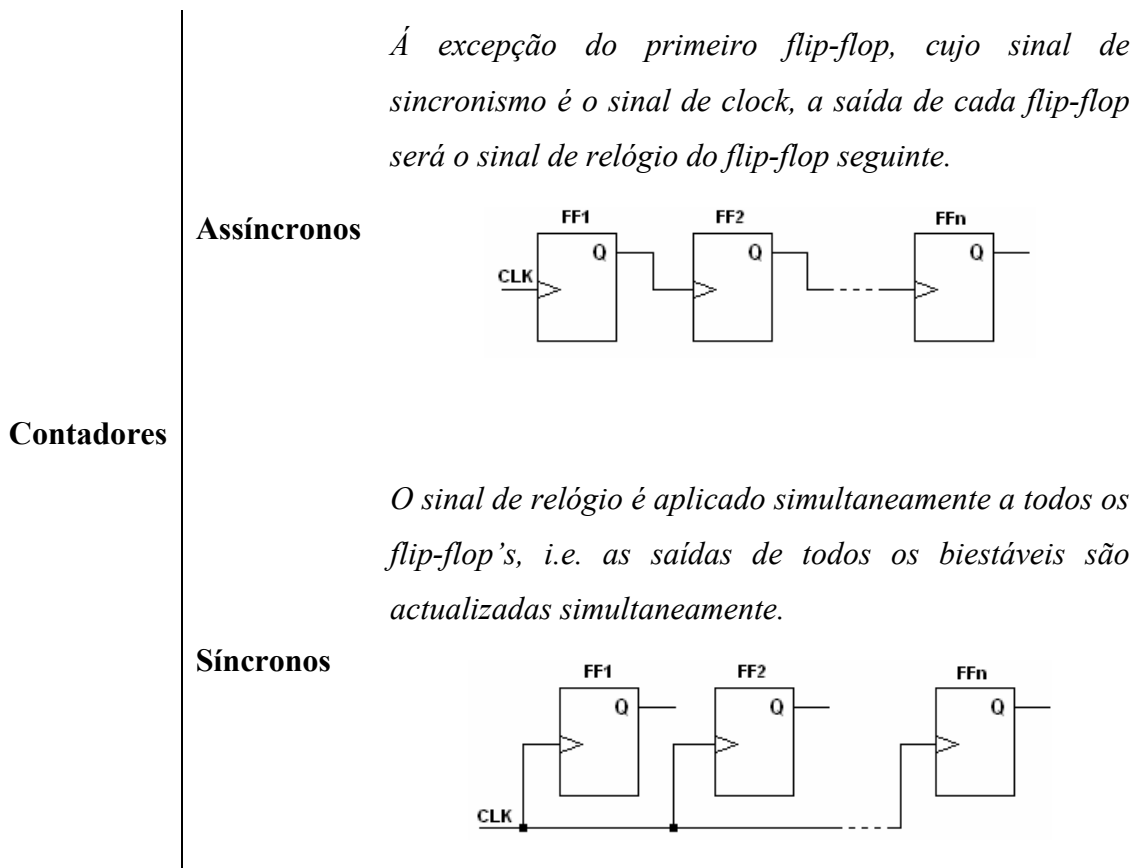 Á excepção do primeiro flip-flop, cujo sinal de
sincronismo é o sinal de clock, a saída de cada flip-flop
será o sinal de relógio do flip-flop seguinte.
Assíncronos
FF1 FF2 FFn
Q Q Q
CLK
Contadores
O sinal de relógio é aplicado simultaneamente a todos os
flip-flop’s, i.e. as saídas de todos os biestáveis são
actualizadas simultaneamente.
Síncronos
FF1 FF2 FFn
Q Q Q
CLK